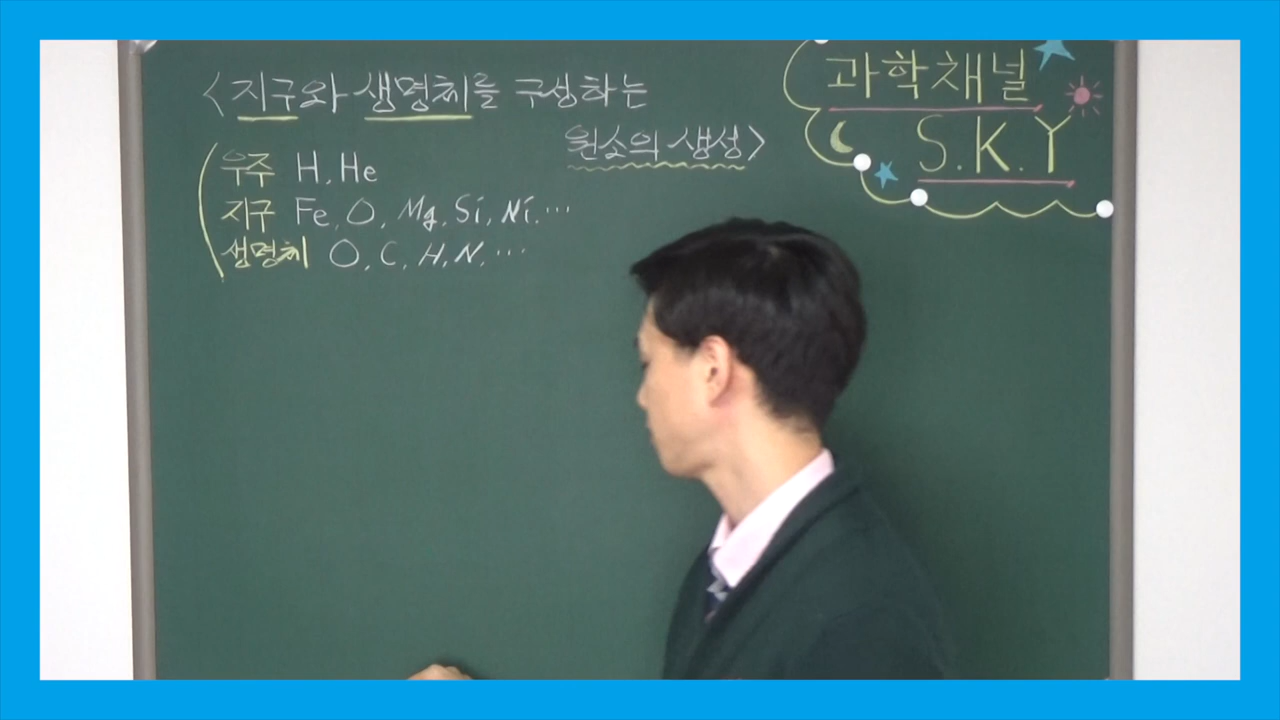 <지구와 생명체를 구성하는
원소의 생성>
우주 H, He
지구 Fe, O, Mg, Si, Ni, ...
생명체 O, C, H, N, ...
과학채널
S.K.Y